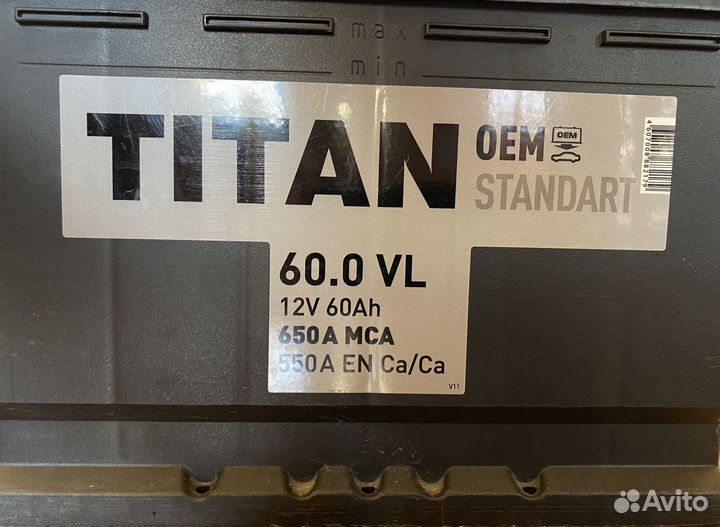 max
min
TITAN
OEM
OEM
STANDART
4607008882179
60.0 VL
12V 60Ah
650A MCA
550A EN Ca/Ca
V11
Avito